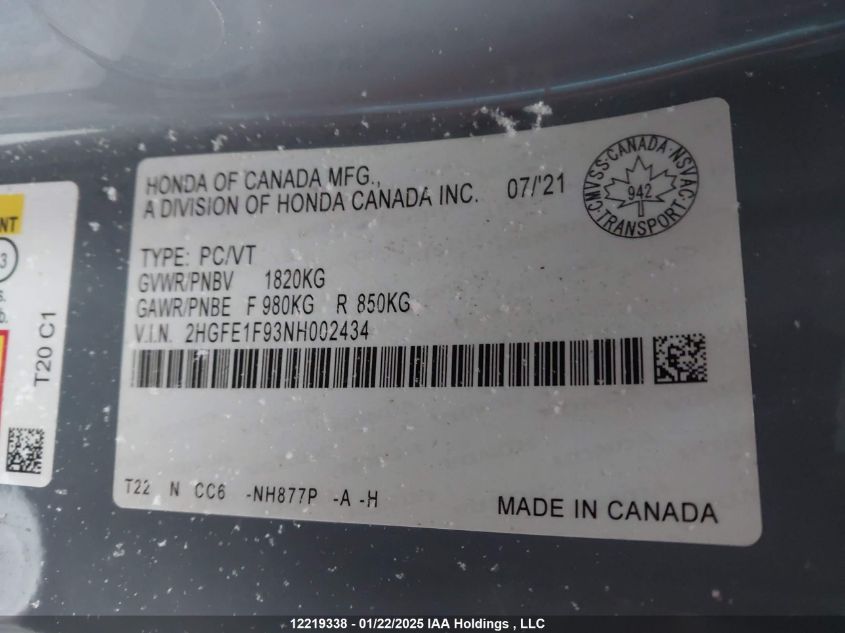 HONDA OF CANADA MFG.,
A DIVISION OF HONDA CANADA INC. 07/'21
CMVSS·CANADA·NSVAC·TRANSPORT·
942
TYPE: PC/VT
GVWR/PNBV 1820KG
GAWR/PNBE F 980KG R 850KG
V.I.N. 2HGFE1F93NH002434
T22 N CC6 -NH877P -A -H
MADE IN CANADA
NT
3
s.
b.
T20 C1
12219338 - 01/22/2025 IAA Holdings , LLC